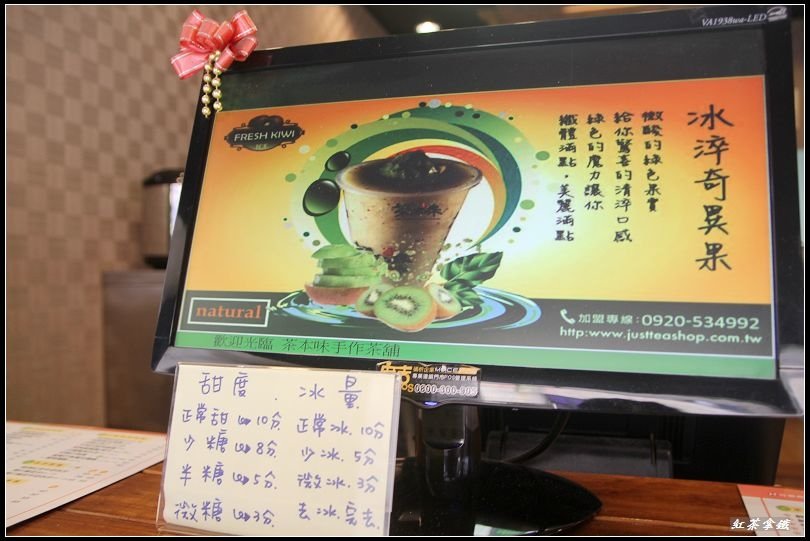 VA1938wa-LED
FRESH KIWI
冰淬奇異果
微酸的綠色果實
給你驚喜的清淬口感
綠色的魔力讓你
纖體滿點，美麗滿點
natural
加盟專線：0920-534992
http:www.justteashop.com.tw
歡迎光臨 茶本味手作茶舖
0800-300-803
甜度．冰量
正常甜→10分 正常冰.10分
少糖→8分 少冰.5分
半糖→5分 微冰.3分
微糖→3分 去冰.完去
紅茶拿鐵